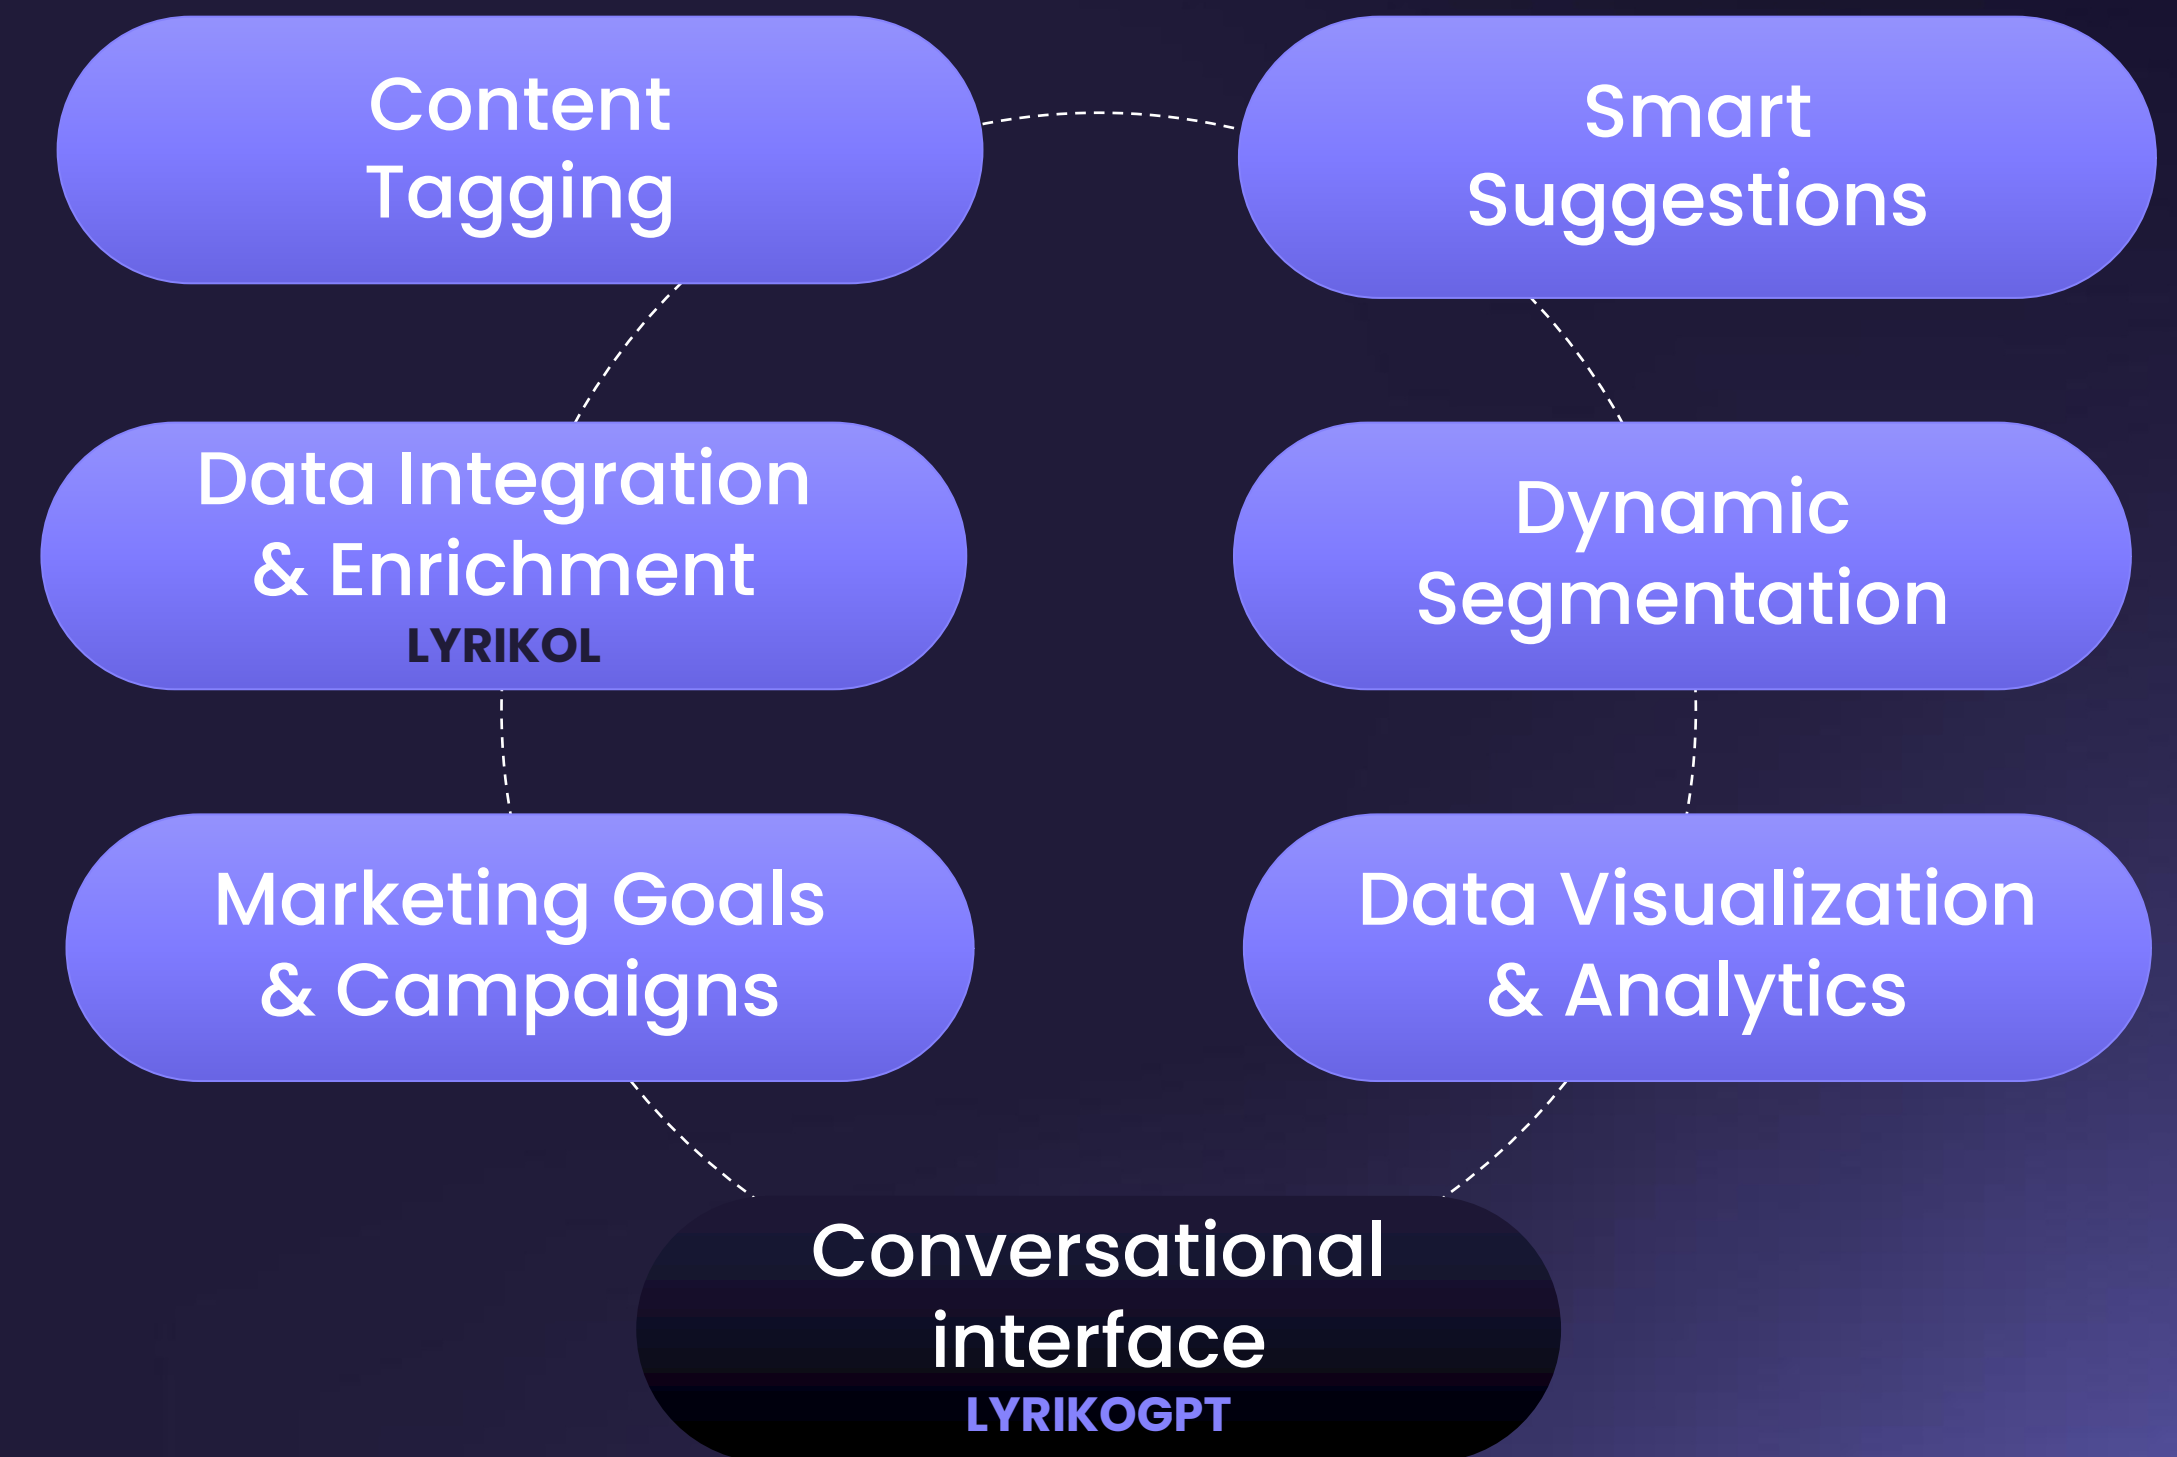 Content
Tagging
Smart
Suggestions
Data Integration
& Enrichment
LYRIKOL
Dynamic
Segmentation
Marketing Goals
& Campaigns
Data Visualization
& Analytics
Conversational
interface
LYRIKOGPT